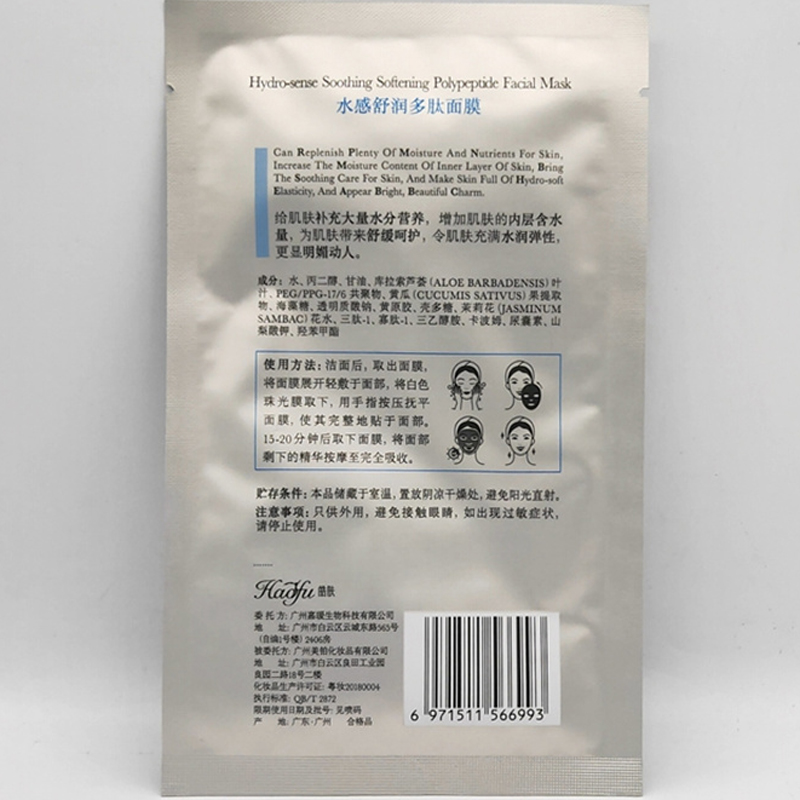 Hydro-sense Soothing Softening Polypeptide Facial Mask
水感舒润多肽面膜
Can Replenish Plenty Of Moisture And Nutrients For Skin,
Increase The Moisture Content Of Inner Layer Of Skin, Bring
The Soothing Care For Skin, And Make Skin Full Of Hydro-soft
Elasticity, And Appear Bright, Beautiful Charm.
给肌肤补充大量水分营养，增加肌肤的内层含水
量，为肌肤带来舒缓呵护，令肌肤充满水润弹性，
更显明媚动人。
成分：水、丙二醇、甘油、库拉索芦荟(ALOE BARBADENSIS)叶
汁、PEG/PPG-17/6 共聚物、黄瓜(CUCUMIS SATIVUS)果提取
物、海藻糖、透明质酸钠、黄原胶、壳多糖、茉莉花(JASMINUM
SAMBAC)花水、三肽-1、寡肽-1、三乙醇胺、卡波姆、尿囊素、山
梨酸钾、羟苯甲酯
使用方法：洁面后，取出面膜，
将面膜展开轻敷于面部，将白色
珠光膜取下，用手指按压抚平
面膜，使其完整地贴于面部。
15-20分钟后取下面膜，将面部
剩下的精华按摩至完全吸收。
贮存条件：本品储藏于室温，置放阴凉干燥处，避免阳光直射。
注意事项：只供外用，避免接触眼睛，如出现过敏症状，
请停止使用。
Haofu 皓肤
委托方：广州嘉暖生物科技有限公司
地 址：广州市白云区云城东路565号
(自编1号楼) 2406房
被委托方：广州美铂化妆品有限公司
地 址：广州市白云区良田工业园
良园二路18号二楼
化妆品生产许可证：粤妆20180004
执行标准：QB/T 2872
限期使用日期及批号：见喷码
产 地：广东·广州 合格品
6 971511 566993